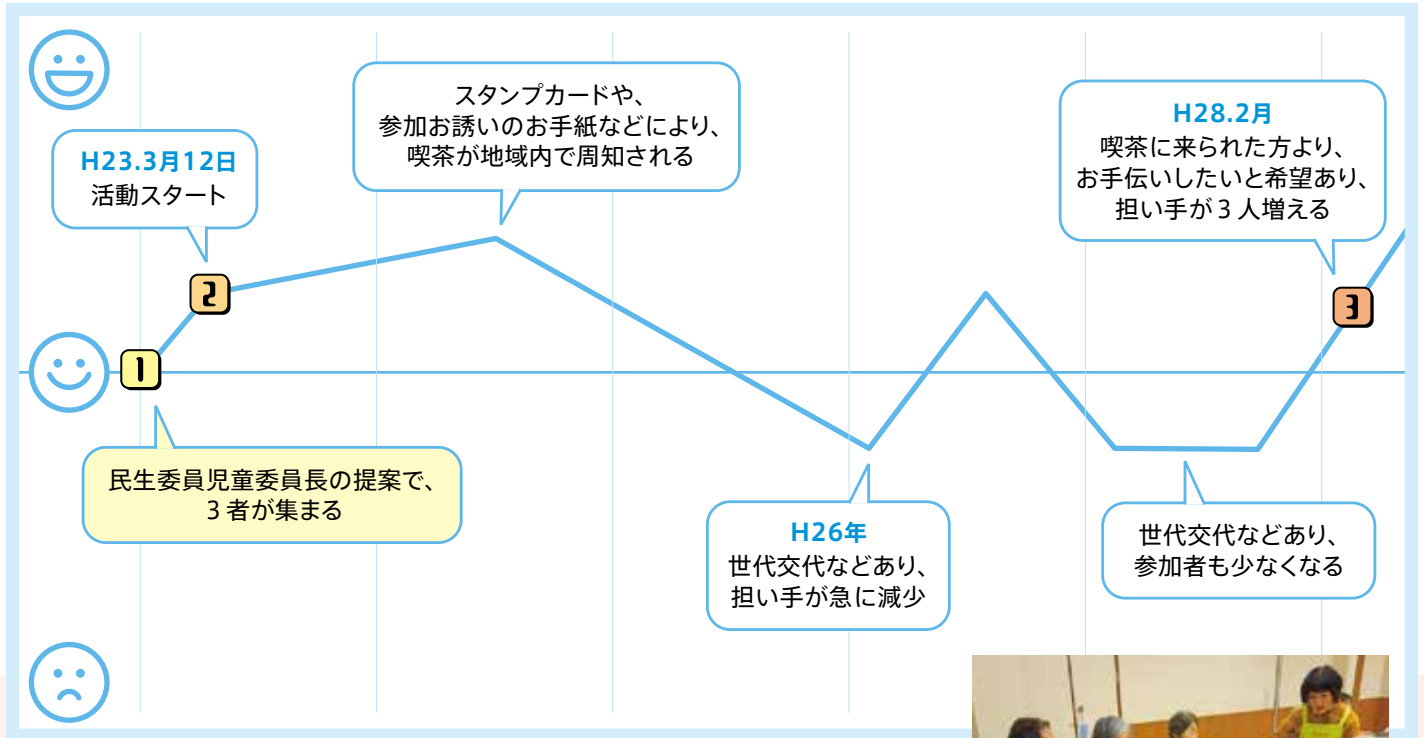 スタンプカードや、
参加お誘いのお手紙などにより、
喫茶が地域内で周知される
H23.3月12日
活動スタート
H28.2月
喫茶に来られた方より、
お手伝いしたいと希望あり、
担い手が3人増える
2
3
1
民生委員児童委員長の提案で、
3者が集まる
H26年
世代交代などあり、
担い手が急に減少
世代交代などあり、
参加者も少なくなる